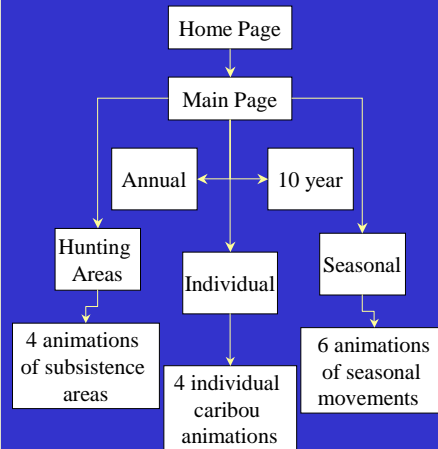 Home Page
Main Page
Annual
10 year
Hunting
Areas
Individual
Seasonal
4 animations
of subsistence
areas
4 individual
caribou
animations
6 animations
of seasonal
movements